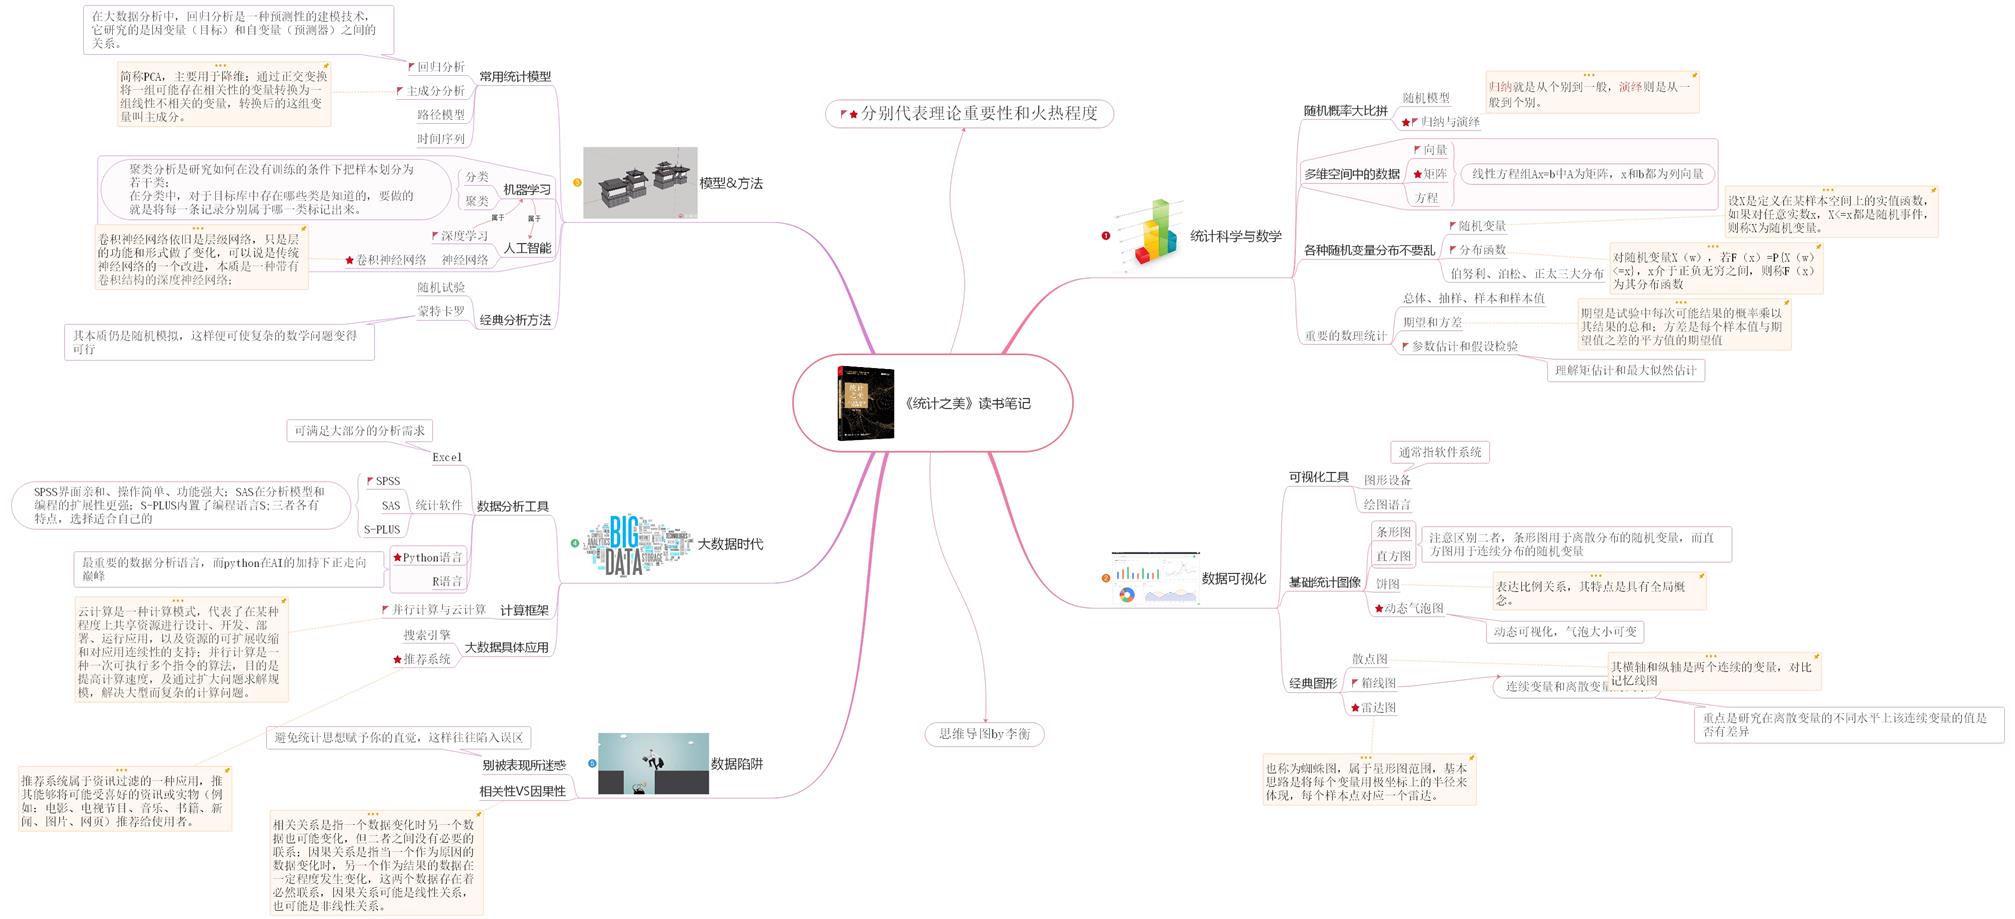 《统计之美》读书笔记
分别代表理论重要性和火热程度
思维导图by李衡
统计科学与数学
随机概率大比拼
随机模型
归纳与演绎
归纳就是从个别到一般，演绎则是从一
般到个别。
多维空间中的数据
向量
矩阵
方程
线性方程组Ax=b中A为矩阵，x和b都为列向量
各种随机变量分布不要乱
随机变量
设X是定义在某样本空间上的实值函数，
如果对任意实数x，X<=x都是随机事件，
则称X为随机变量。
分布函数
对随机变量X（w），若F（x）=P{X（w）
<=x}，x介于正负无穷之间，则称F（x）
为其分布函数
伯努利、泊松、正太三大分布
重要的数理统计
总体、抽样、样本和样本值
期望和方差
期望是试验中每次可能结果的概率乘以
其结果的总和；方差是每个样本值与期
望值之差的平方值的期望值
参数估计和假设检验
理解矩估计和最大似然估计
数据可视化
可视化工具
图形设备
通常指软件系统
绘图语言
基础统计图像
条形图
直方图
注意区别二者，条形图用于离散分布的随机变量，而直
方图用于连续分布的随机变量
饼图
表达比例关系，其特点是具有全局概
念。
动态气泡图
动态可视化，气泡大小可变
经典图形
散点图
其横轴和纵轴是两个连续的变量，对比
记忆线图
箱线图
连续变量和离散变量
重点是研究在离散变量的不同水平上该连续变量的值是
否有差异
雷达图
也称为蜘蛛图，属于星形图范围，基本
思路是将每个变量用极坐标上的半径来
体现，每个样本点对应一个雷达。
模型&方法
常用统计模型
回归分析
在大数据分析中，回归分析是一种预测性的建模技术，
它研究的是因变量（目标）和自变量（预测器）之间的
关系。
主成分分析
简称PCA，主要用于降维；通过正交变换
将一组可能存在相关性的变量转换为一
组线性不相关的变量，转换后的这组变
量叫主成分。
路径模型
时间序列
机器学习
分类
聚类
聚类分析是研究如何在没有训练的条件下把样本划分为
若干类；
在分类中，对于目标库中存在哪些类是知道的，要做的
就是将每一条记录分别属于哪一类标记出来。
属于
属于
人工智能
深度学习
神经网络
卷积神经网络
卷积神经网络依旧是层级网络，只是层
的功能和形式做了变化，可以说是传统
神经网络的一个改进，本质是一种带有
卷积结构的深度神经网络；
经典分析方法
随机试验
蒙特卡罗
其本质仍是随机模拟，这样便可使复杂的数学问题变得
可行
大数据时代
BIG
DATA
数据分析工具
Excel
可满足大部分的分析需求
统计软件
SPSS
SAS
S-PLUS
SPSS界面亲和、操作简单、功能强大；SAS在分析模型和
编程的扩展性更强；S-PLUS内置了编程语言S;三者各有
特点，选择适合自己的
Python语言
R语言
最重要的数据分析语言，而python在AI的加持下正走向
巅峰
计算框架
并行计算与云计算
云计算是一种计算模式，代表了在某种
程度上共享资源进行设计、开发、部
署、运行应用，以及资源的可扩展收缩
和对应用连续性的支持；并行计算是一
种一次可执行多个指令的算法，目的是
提高计算速度，及通过扩大问题求解规
模，解决大型而复杂的计算问题。
大数据具体应用
搜索引擎
推荐系统
推荐系统属于资讯过滤的一种应用，推
其能够将可能受喜好的资讯或实物（例
如：电影、电视节目、音乐、书籍、新
闻、图片、网页）推荐给使用者。
数据陷阱
别被表现所迷惑
避免统计思想赋予你的直觉，这样往往陷入误区
相关性VS因果性
相关关系是指一个数据变化时另一个数
据也可能变化，但二者之间没有必要的
联系；因果关系是指当一个作为原因的
数据变化时，另一个作为结果的数据在
一定程度发生变化，这两个数据存在着
必然联系，因果关系可能是线性关系，
也可能是非线性关系。